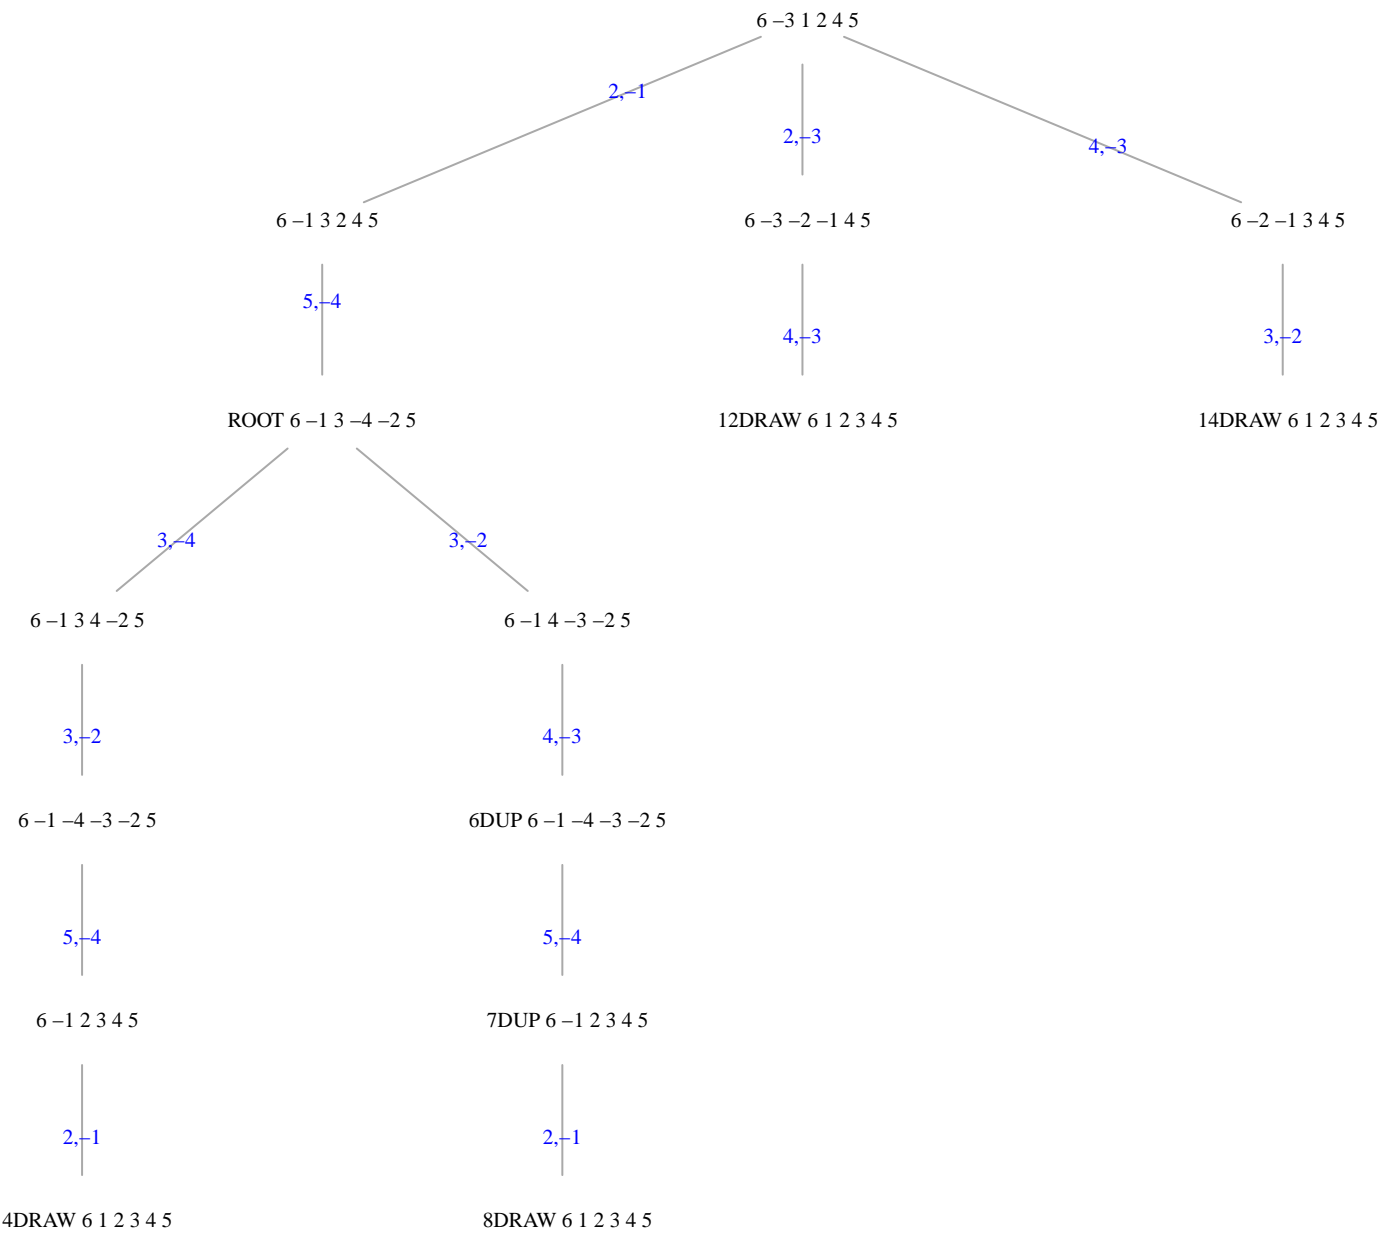 6 –3 1 2 4 5
2,–1
2,–3
4,–3
6 –1 3 2 4 5
6 –3 –2 –1 4 5
6 –2 –1 3 4 5
5,–4
4,–3
3,–2
ROOT 6 –1 3 –4 –2 5
12DRAW 6 1 2 3 4 5
14DRAW 6 1 2 3 4 5
3,–4
3,–2
6 –1 3 4 –2 5
6 –1 4 –3 –2 5
3,–2
4,–3
6 –1 –4 –3 –2 5
6DUP 6 –1 –4 –3 –2 5
5,–4
5,–4
6 –1 2 3 4 5
7DUP 6 –1 2 3 4 5
2,–1
2,–1
4DRAW 6 1 2 3 4 5
8DRAW 6 1 2 3 4 5